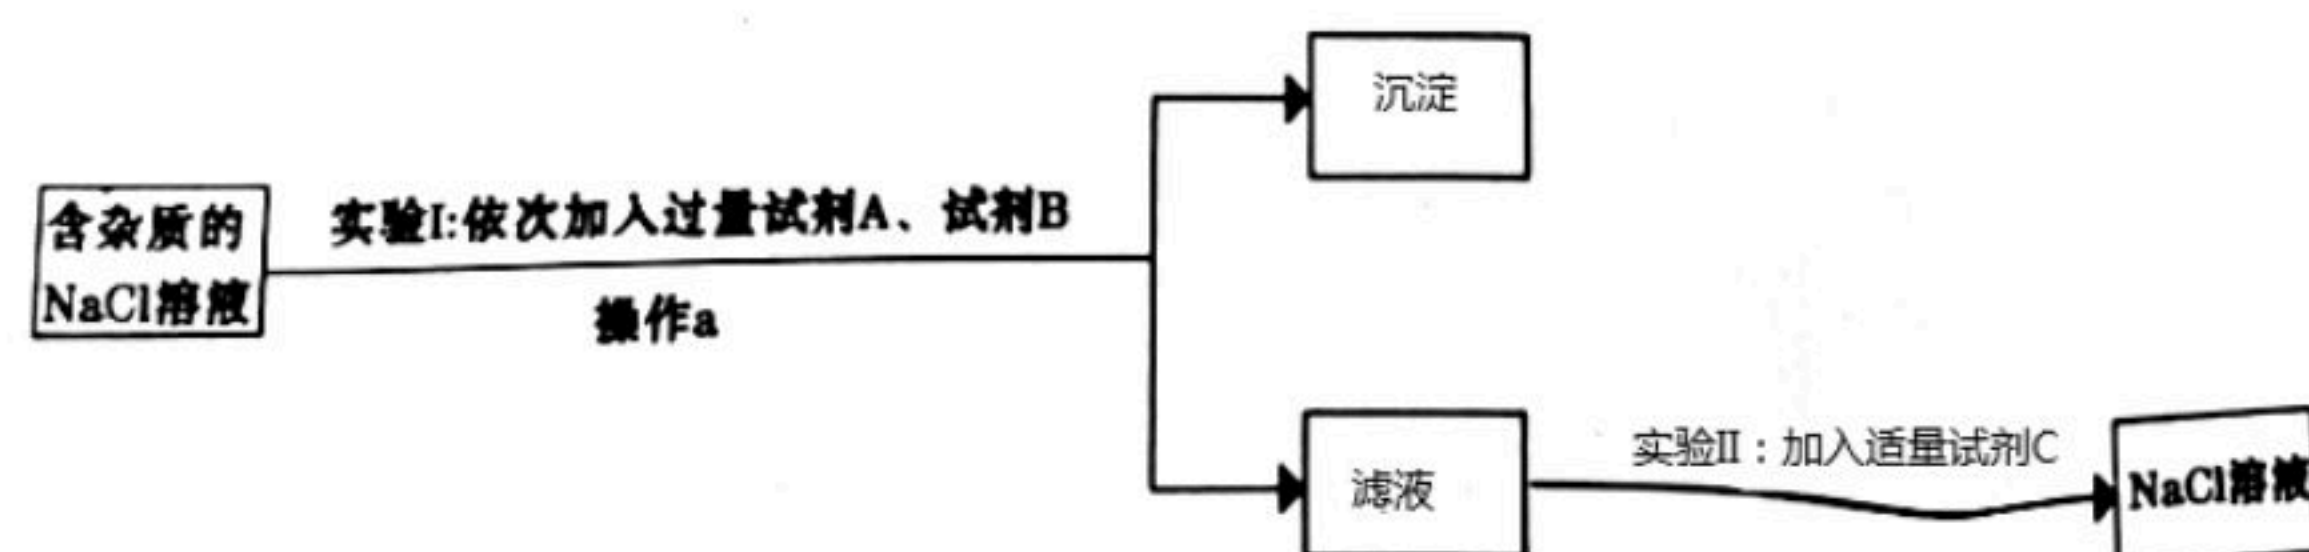 沉淀
含杂质的
NaCl溶液
实验I:依次加入过量试剂A、试剂B
操作a
滤液
实验II：加入适量试剂C
NaCl溶液